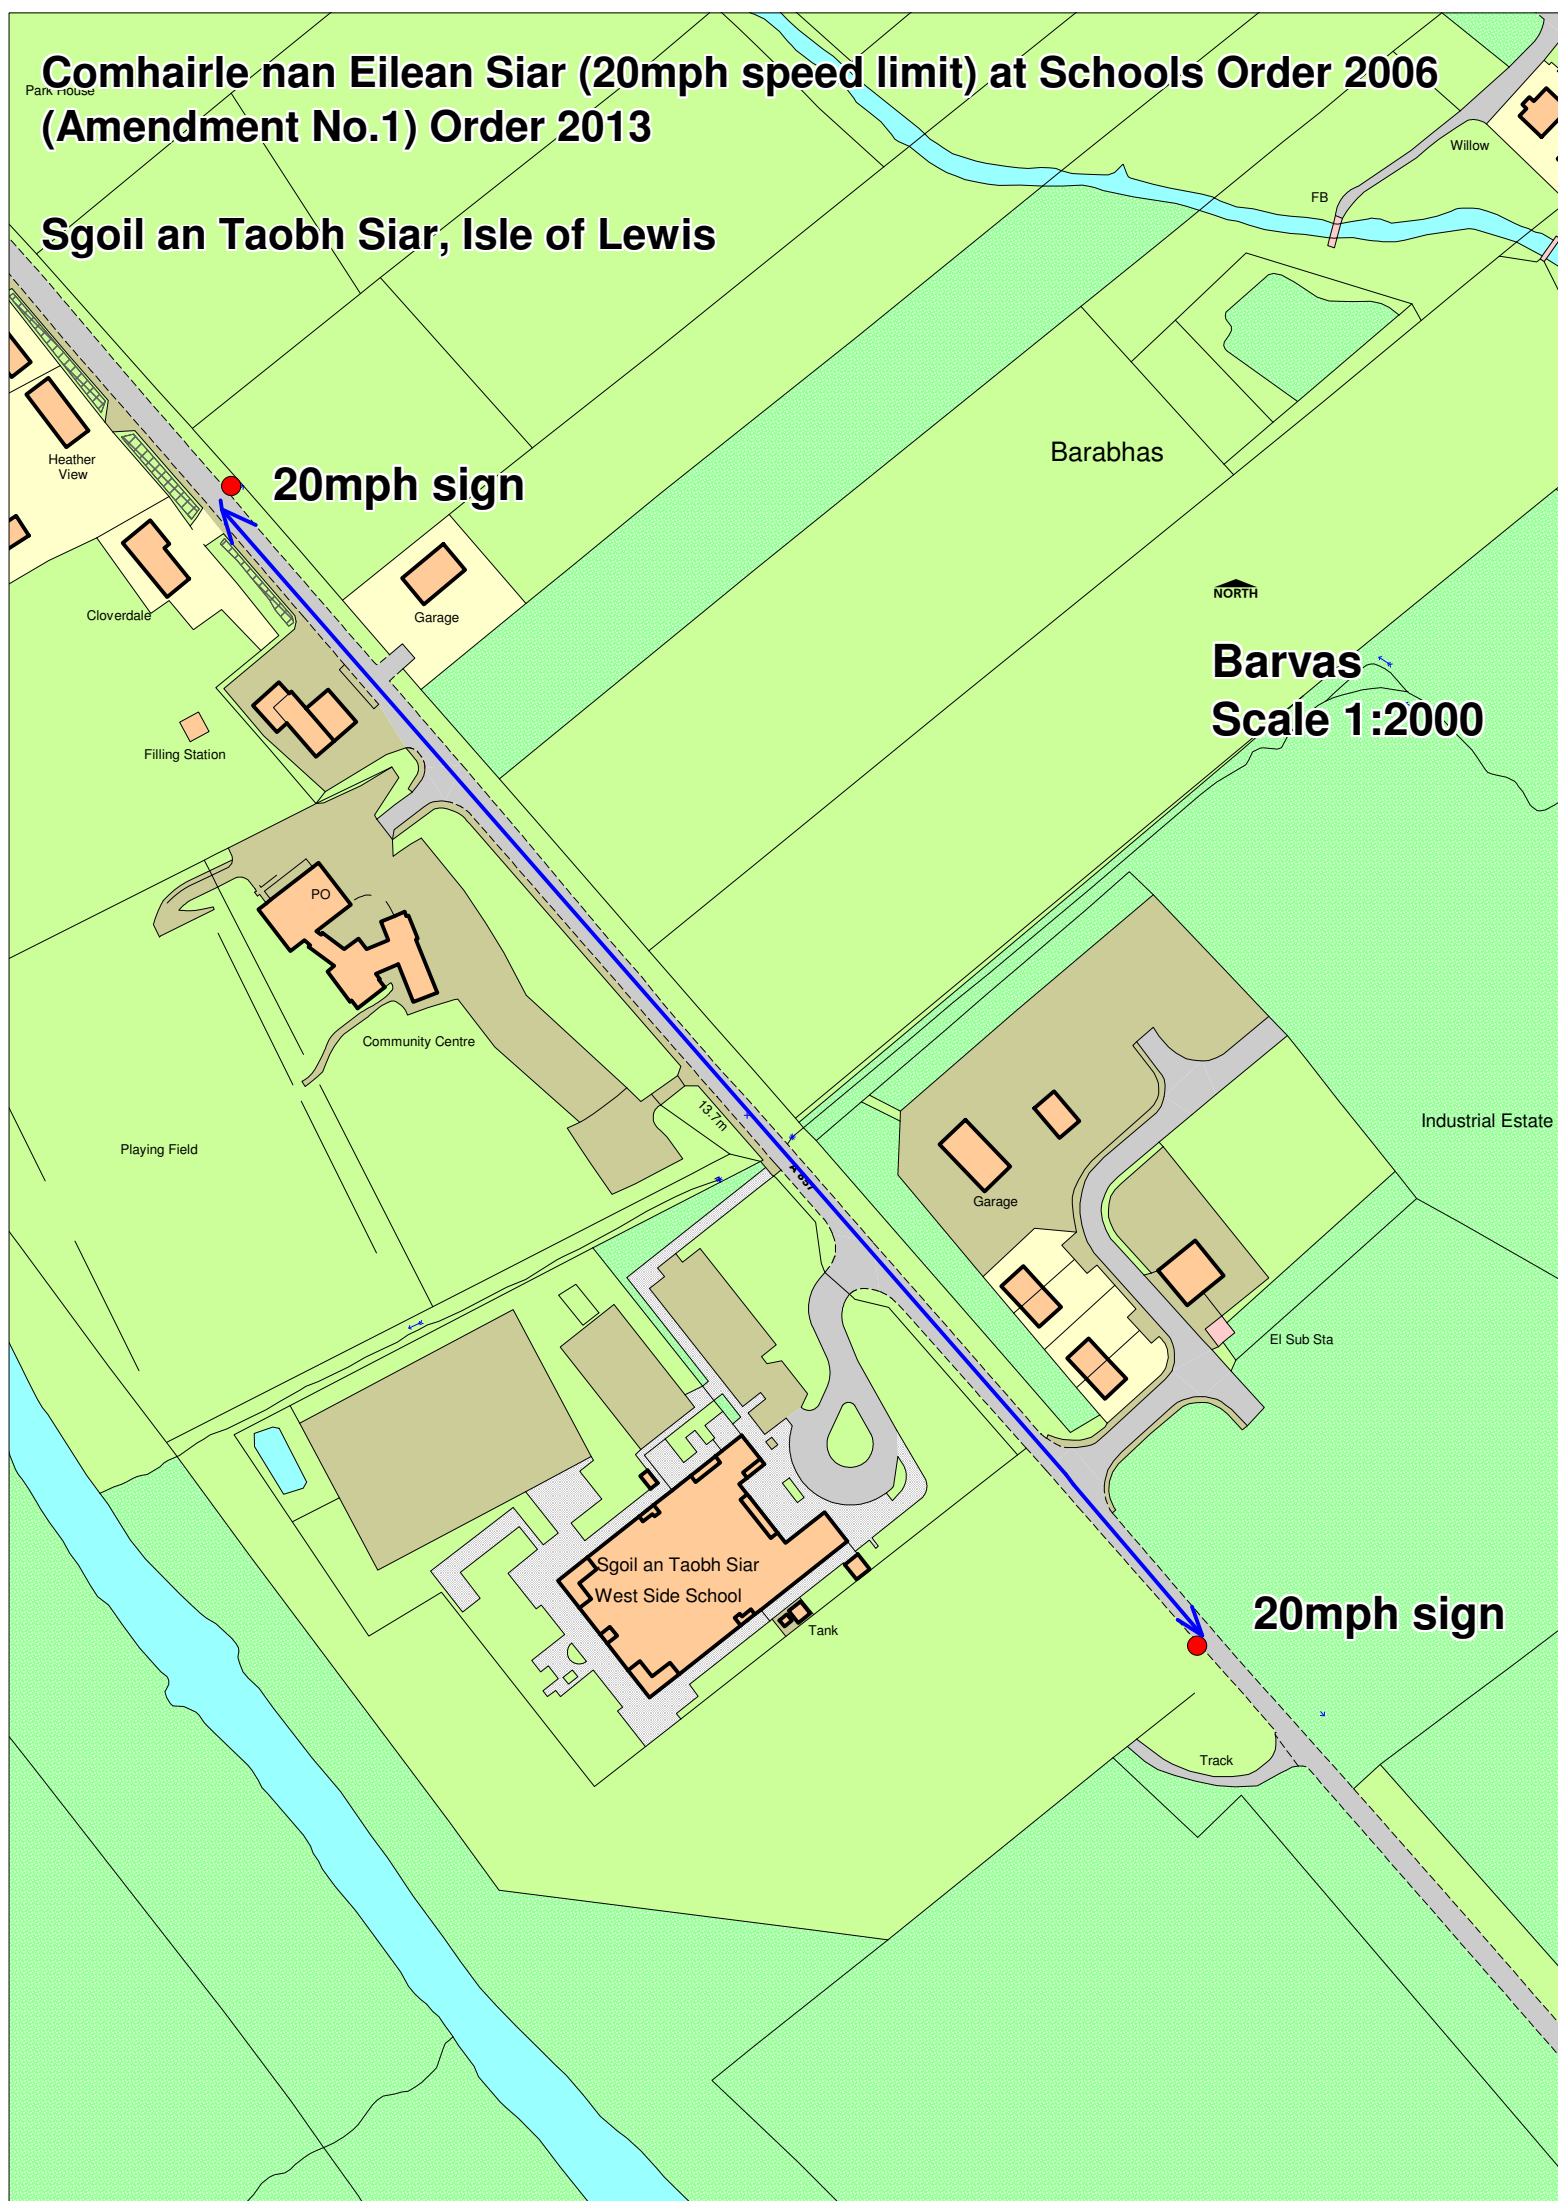 Comhairle nan Eilean Siar (20mph speed limit) at Schools Order 2006
Park House
(Amendment No.1) Order 2013
Willow
FB
Sgoil an Taobh Siar, Isle of Lewis
Barabhas
Heather
View
20mph sign
NORTH
Cloverdale
Garage
Barvas
Scale 1:2000
Filling Station
PO
Community Centre
13.7m
Industrial Estate
Playing Field
A 857
Garage
El Sub Sta
Sgoil an Taobh Siar
West Side School
20mph sign
Tank
Track